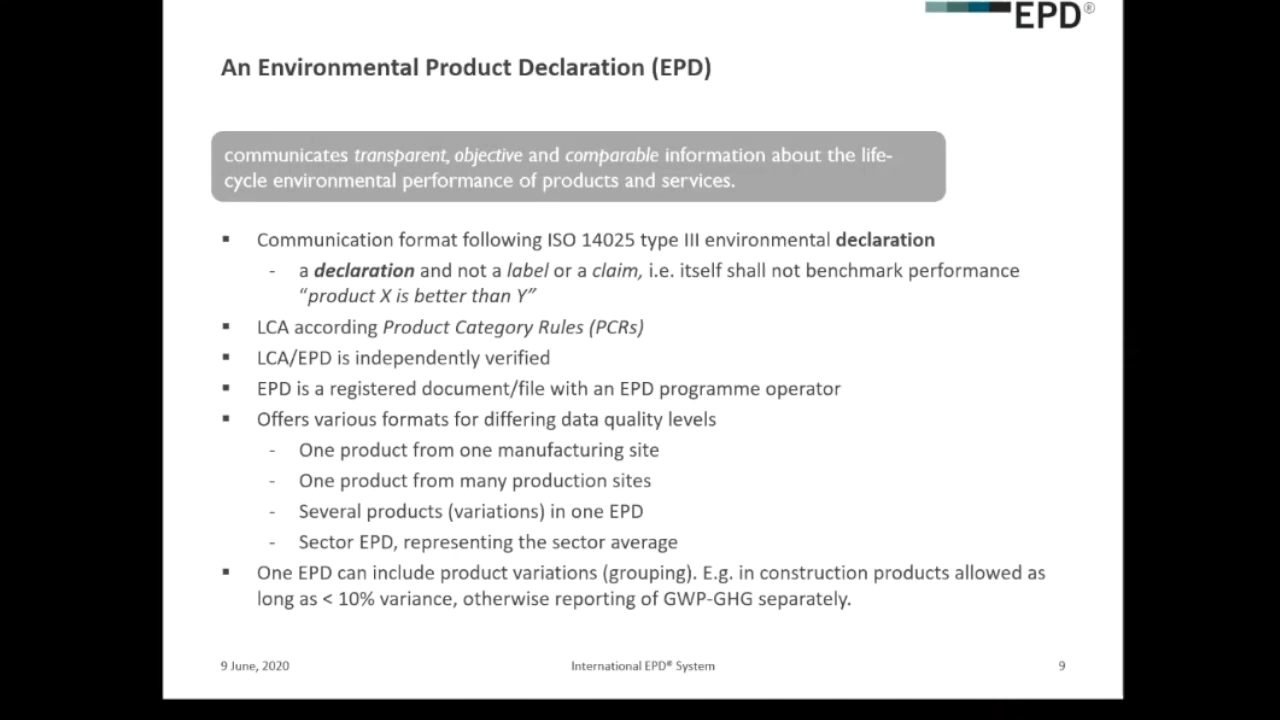 EPD®
An Environmental Product Declaration (EPD)
communicates transparent, objective and comparable information about the life-
cycle environmental performance of products and services.
▪ Communication format following ISO 14025 type III environmental declaration
- a declaration and not a label or a claim, i.e. itself shall not benchmark performance
“product X is better than Y”
▪ LCA according Product Category Rules (PCRs)
▪ LCA/EPD is independently verified
▪ EPD is a registered document/file with an EPD programme operator
▪ Offers various formats for differing data quality levels
- One product from one manufacturing site
- One product from many production sites
- Several products (variations) in one EPD
- Sector EPD, representing the sector average
▪ One EPD can include product variations (grouping). E.g. in construction products allowed as
long as < 10% variance, otherwise reporting of GWP-GHG separately.
9 June, 2020
International EPD® System
9